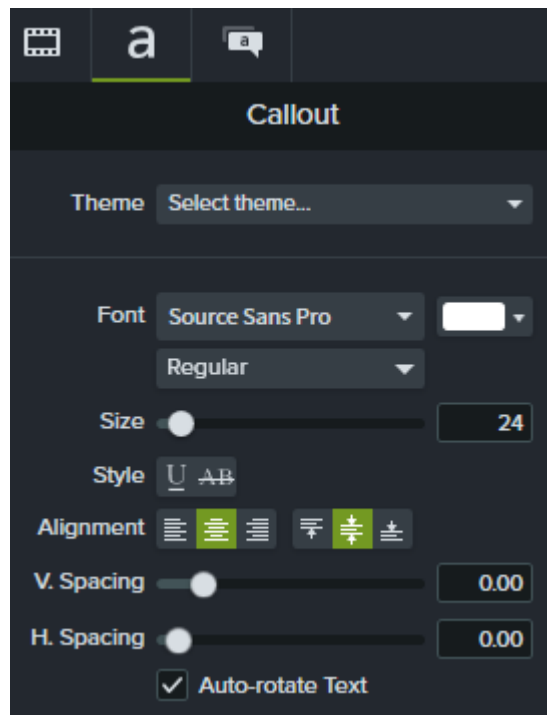 a
a
Callout
Theme Select theme...
Font Source Sans Pro
Regular
Size 24
Style U AB
Alignment
V. Spacing 0.00
H. Spacing 0.00
Auto-rotate Text